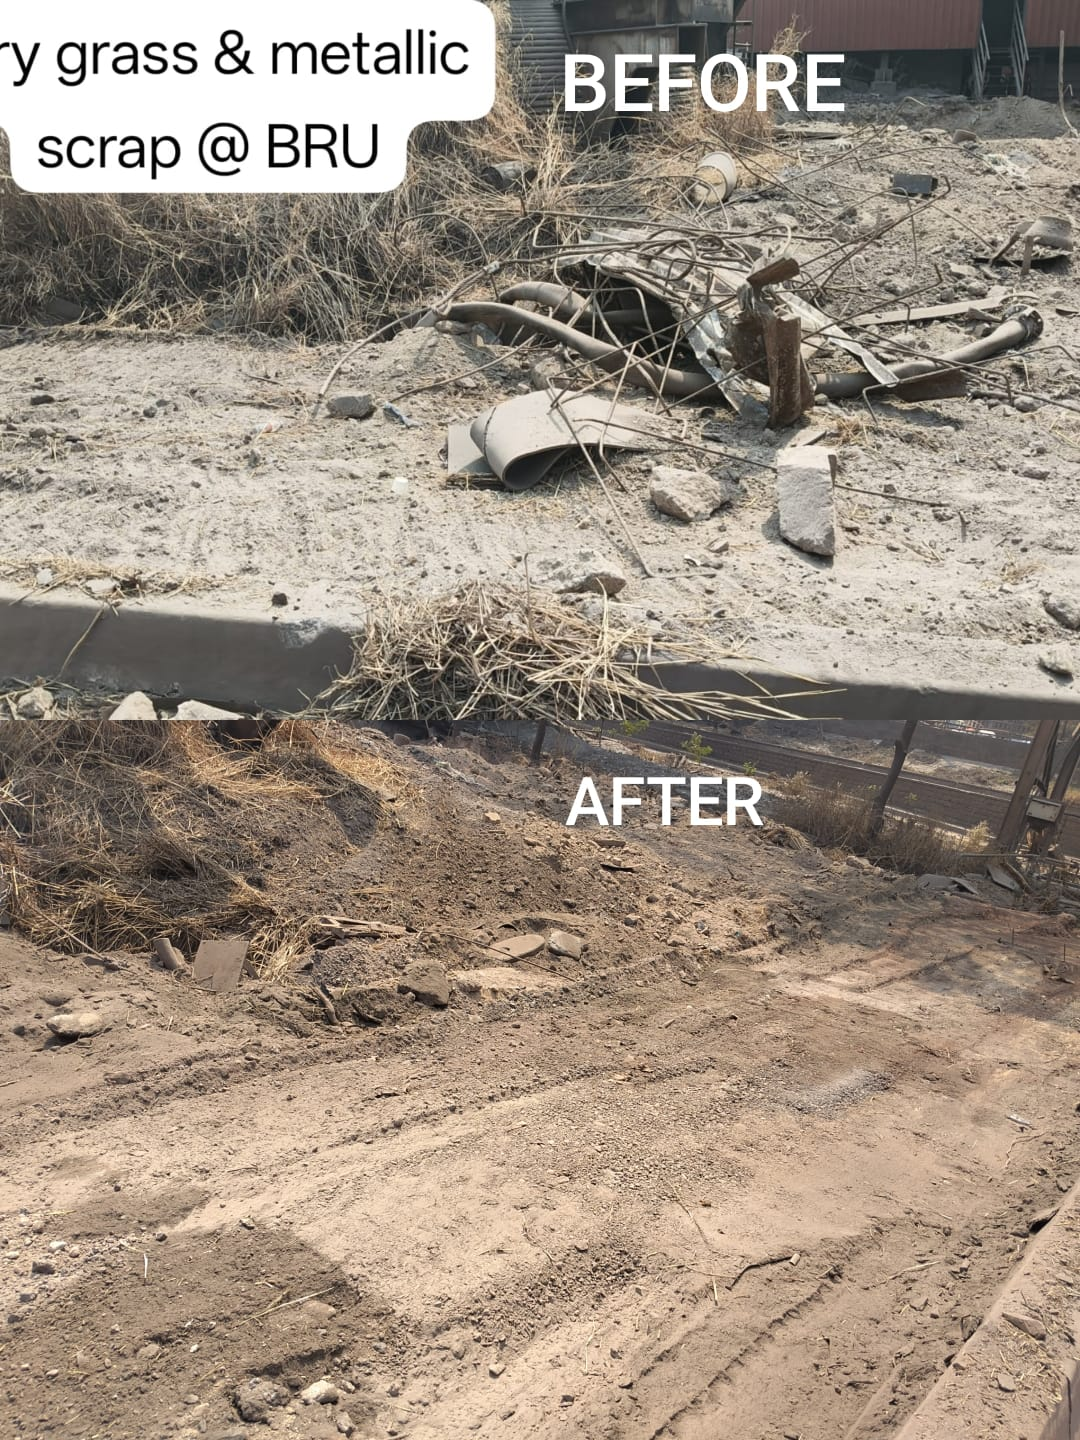 ry grass & metallic
scrap @ BRU
BEFORE
AFTER